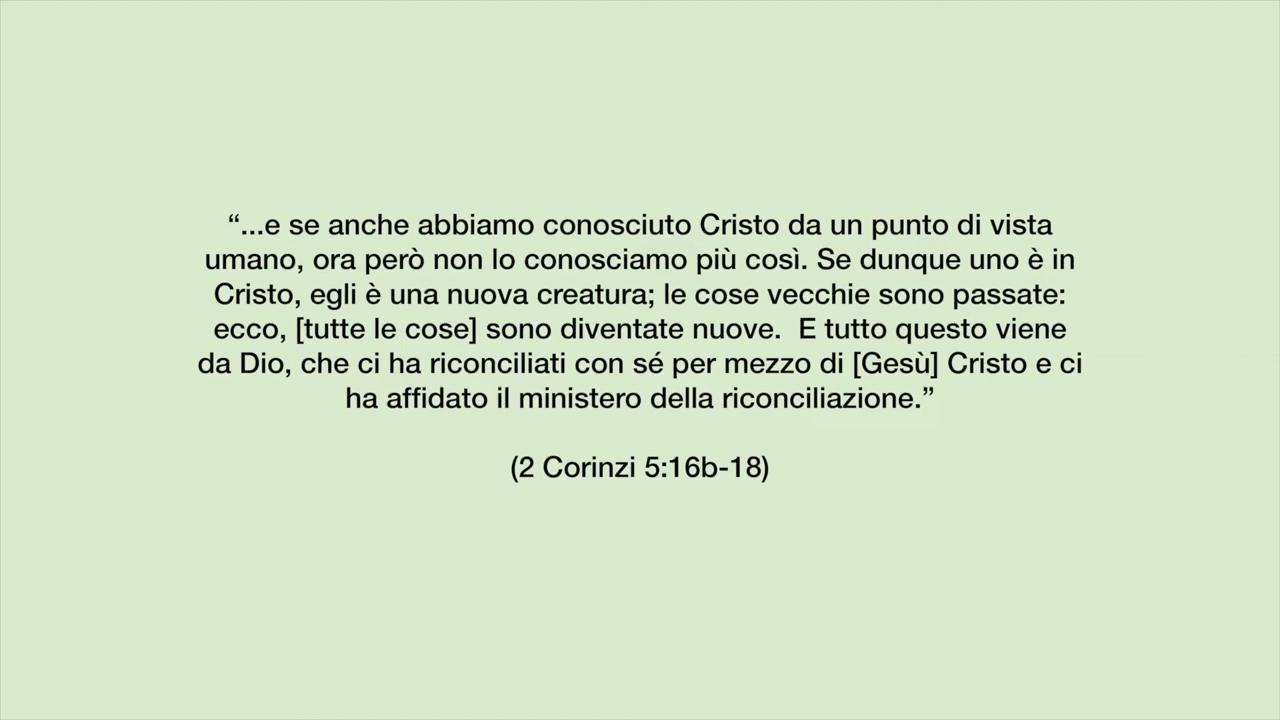 “...e se anche abbiamo conosciuto Cristo da un punto di vista
umano, ora però non lo conosciamo più così. Se dunque uno è in
Cristo, egli è una nuova creatura; le cose vecchie sono passate:
ecco, [tutte le cose] sono diventate nuove.  E tutto questo viene
da Dio, che ci ha riconciliati con sé per mezzo di [Gesù] Cristo e ci
ha affidato il ministero della riconciliazione.”
(2 Corinzi 5:16b-18)